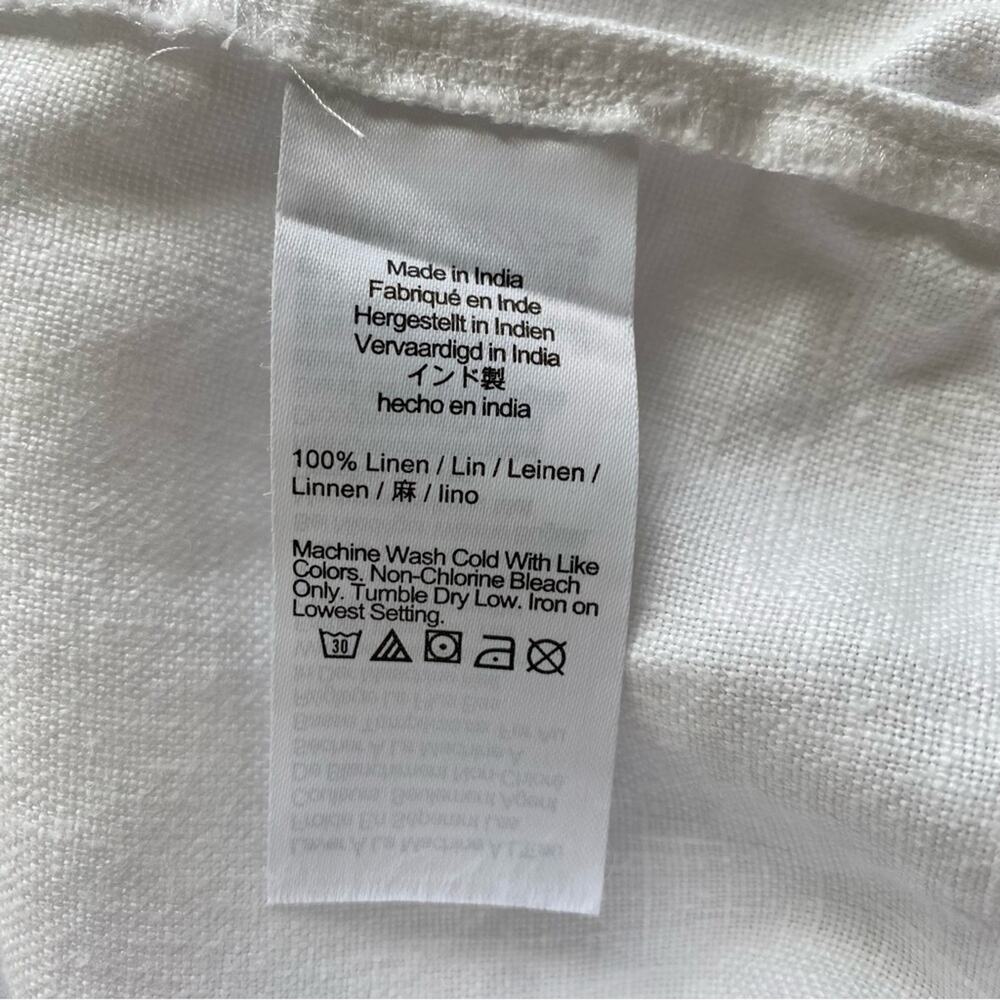 Made in India
Fabriqué en Inde
Hergestellt in Indien
Vervaardigd in India
インド製
hecho en india
100% Linen / Lin / Leinen /
Linnen / 麻 / lino
Machine Wash Cold With Like
Colors. Non-Chlorine Bleach
Only. Tumble Dry Low. Iron on
Lowest Setting.
30